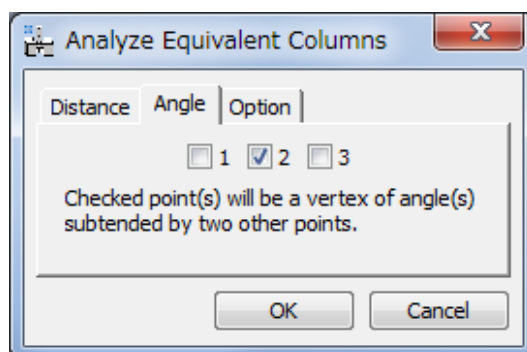 Analyze Equivalent Columns
Distance Angle Option
1 2 3
Checked point(s) will be a vertex of angle(s)
subtended by two other points.
OK Cancel